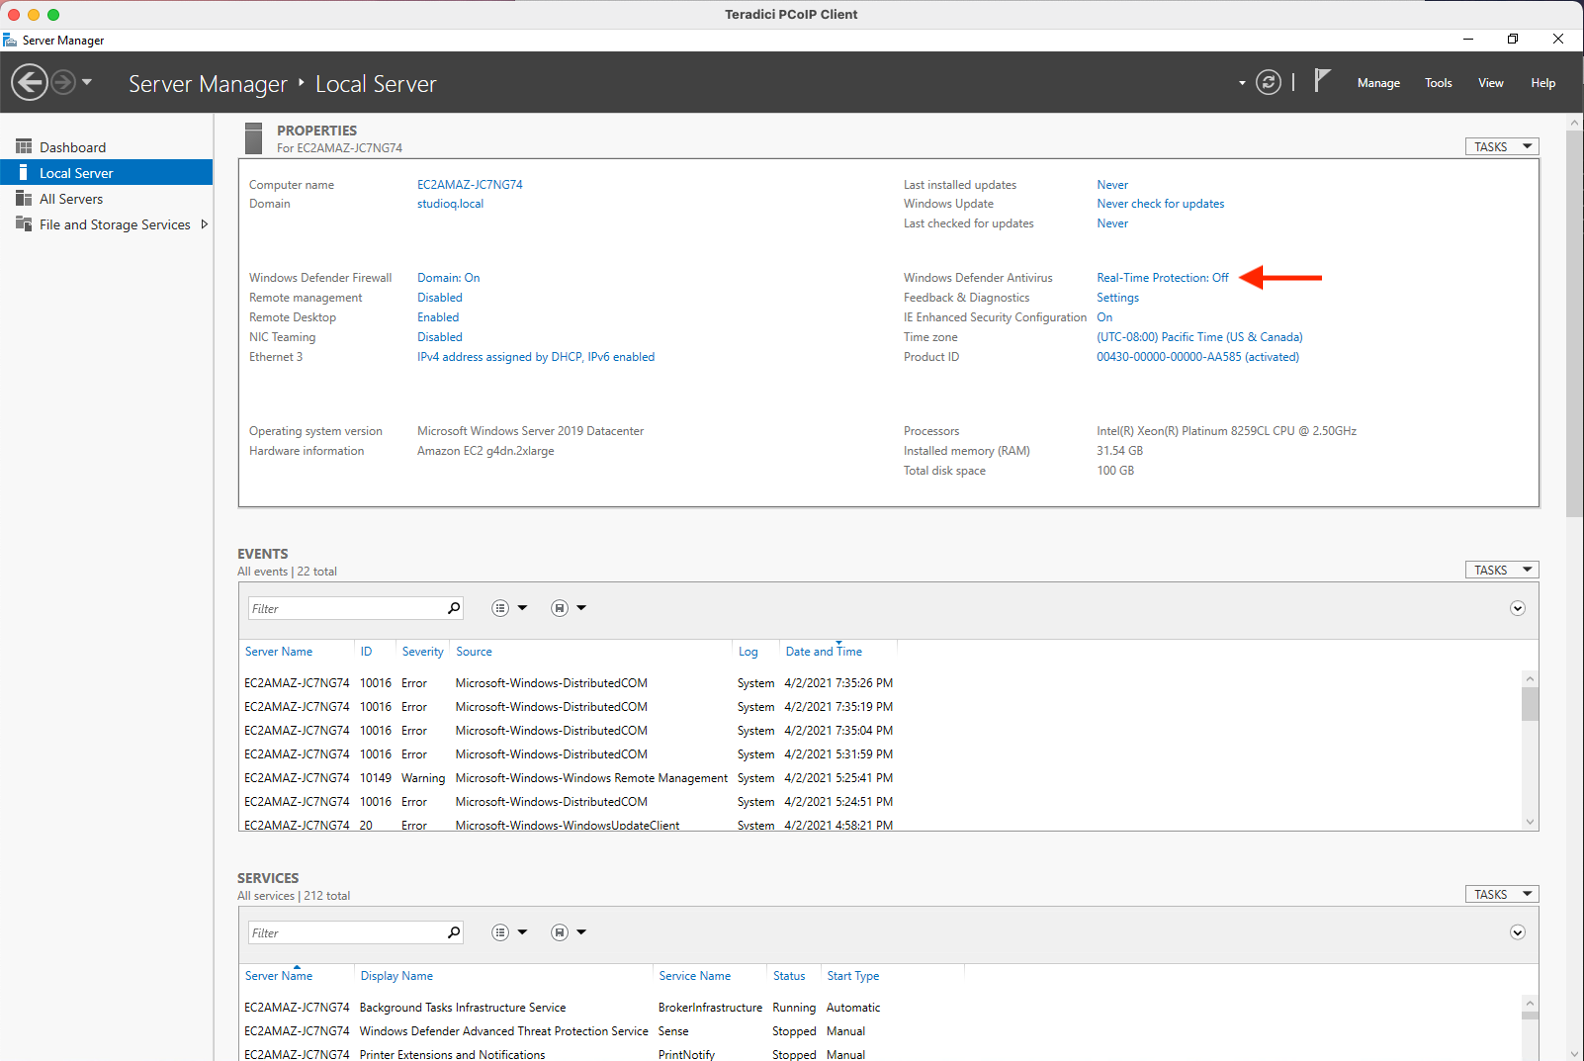 Teradici PCoIP Client
Server Manager
Server Manager ‣ Local Server
Manage Tools View Help
Dashboard
Local Server
All Servers
File and Storage Services
PROPERTIES
For EC2AMAZ-JC7NG74
TASKS
Computer name EC2AMAZ-JC7NG74 Last installed updates Never
Domain studioq.local Windows Update Never check for updates
Last checked for updates Never
Windows Defender Firewall Domain: On Windows Defender Antivirus Real-Time Protection: Off
Remote management Disabled Feedback & Diagnostics Settings
Remote Desktop Enabled IE Enhanced Security Configuration On
NIC Teaming Disabled Time zone (UTC-08:00) Pacific Time (US & Canada)
Ethernet 3 IPv4 address assigned by DHCP, IPv6 enabled Product ID 00430-00000-00000-AA585 (activated)
Operating system version Microsoft Windows Server 2019 Datacenter Processors Intel(R) Xeon(R) Platinum 8259CL CPU @ 2.50GHz
Hardware information Amazon EC2 g4dn.2xlarge Installed memory (RAM) 31.54 GB
Total disk space 100 GB
EVENTS
All events | 22 total
TASKS
Filter
Server Name ID Severity Source Log Date and Time
EC2AMAZ-JC7NG74 10016 Error Microsoft-Windows-DistributedCOM System 4/2/2021 7:35:26 PM
EC2AMAZ-JC7NG74 10016 Error Microsoft-Windows-DistributedCOM System 4/2/2021 7:35:19 PM
EC2AMAZ-JC7NG74 10016 Error Microsoft-Windows-DistributedCOM System 4/2/2021 7:35:04 PM
EC2AMAZ-JC7NG74 10016 Error Microsoft-Windows-DistributedCOM System 4/2/2021 5:31:59 PM
EC2AMAZ-JC7NG74 10149 Warning Microsoft-Windows-Windows Remote Management System 4/2/2021 5:25:41 PM
EC2AMAZ-JC7NG74 10016 Error Microsoft-Windows-DistributedCOM System 4/2/2021 5:24:51 PM
EC2AMAZ-JC7NG74 20 Error Microsoft-Windows-WindowsUpdateClient System 4/2/2021 4:58:21 PM
SERVICES
All services | 212 total
TASKS
Filter
Server Name Display Name Service Name Status Start Type
EC2AMAZ-JC7NG74 Background Tasks Infrastructure Service BrokerInfrastructure Running Automatic
EC2AMAZ-JC7NG74 Windows Defender Advanced Threat Protection Service Sense Stopped Manual
EC2AMAZ-JC7NG74 Printer Extensions and Notifications PrintNotify Stopped Manual